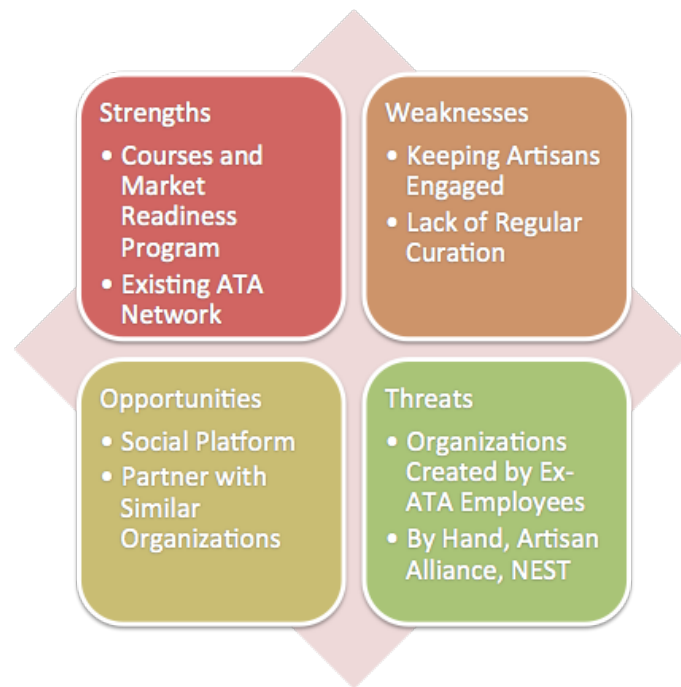 Strengths
• Courses and
Market
Readiness
Program
• Existing ATA
Network
Weaknesses
• Keeping Artisans
Engaged
• Lack of Regular
Curation
Opportunities
• Social Platform
• Partner with
Similar
Organizations
Threats
• Organizations
Created by Ex-
ATA Employees
• By Hand, Artisan
Alliance, NEST